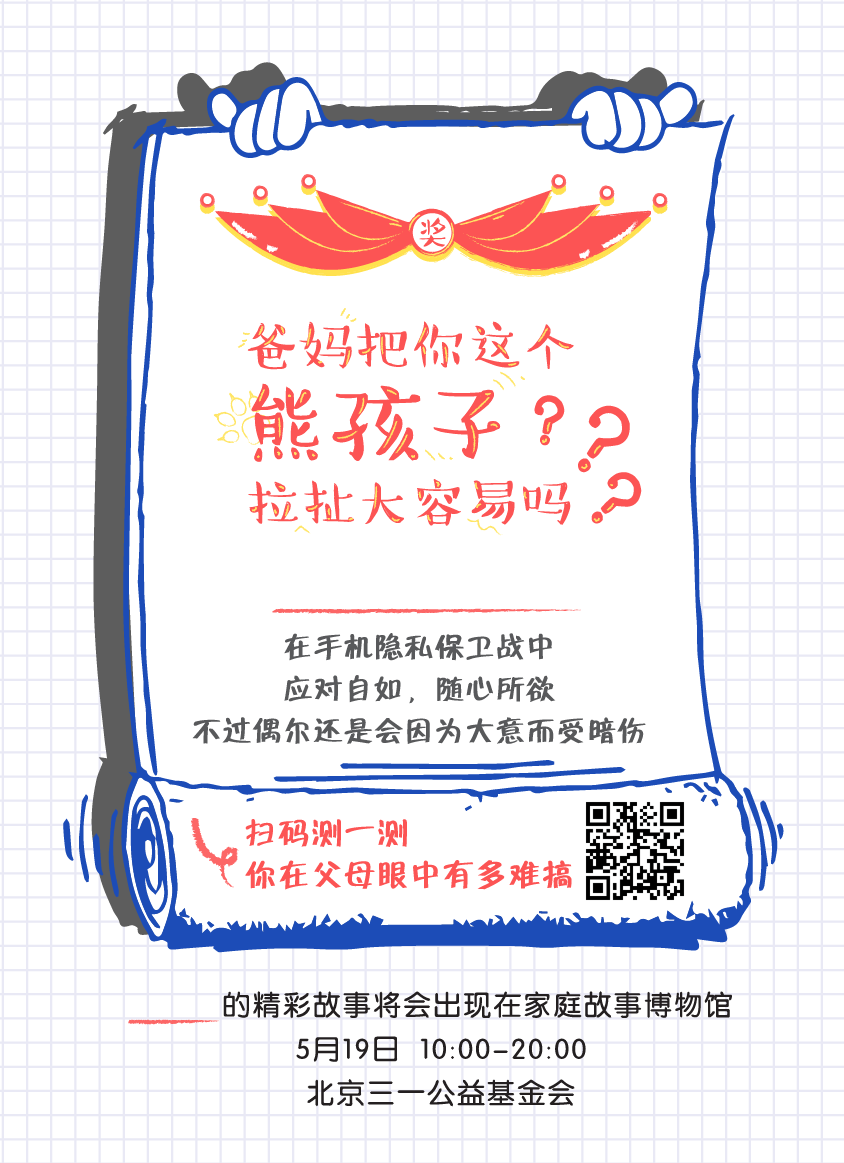 奖
爸妈把你这个
熊孩子???
拉扯大容易吗
在手机隐私保卫战中
应对自如，随心所欲
不过偶尔还是会因为大意而受暗伤
扫码测一测
你在父母眼中有多难搞
的精彩故事将会出现在家庭故事博物馆
5月19日 10:00-20:00
北京三一公益基金会